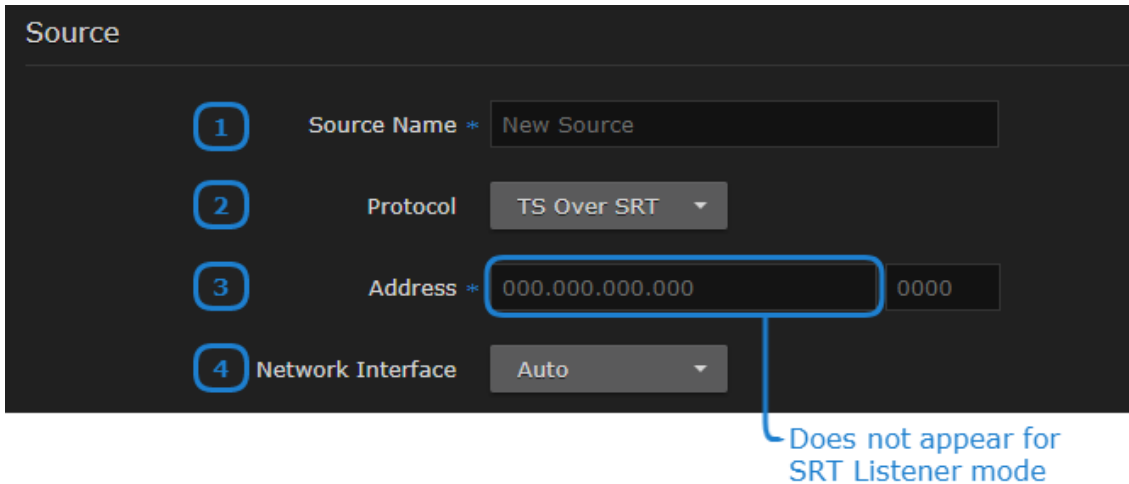 Source
1 Source Name * New Source
2 Protocol TS Over SRT
3 Address * 000.000.000.000 0000
4 Network Interface Auto
Does not appear for
SRT Listener mode